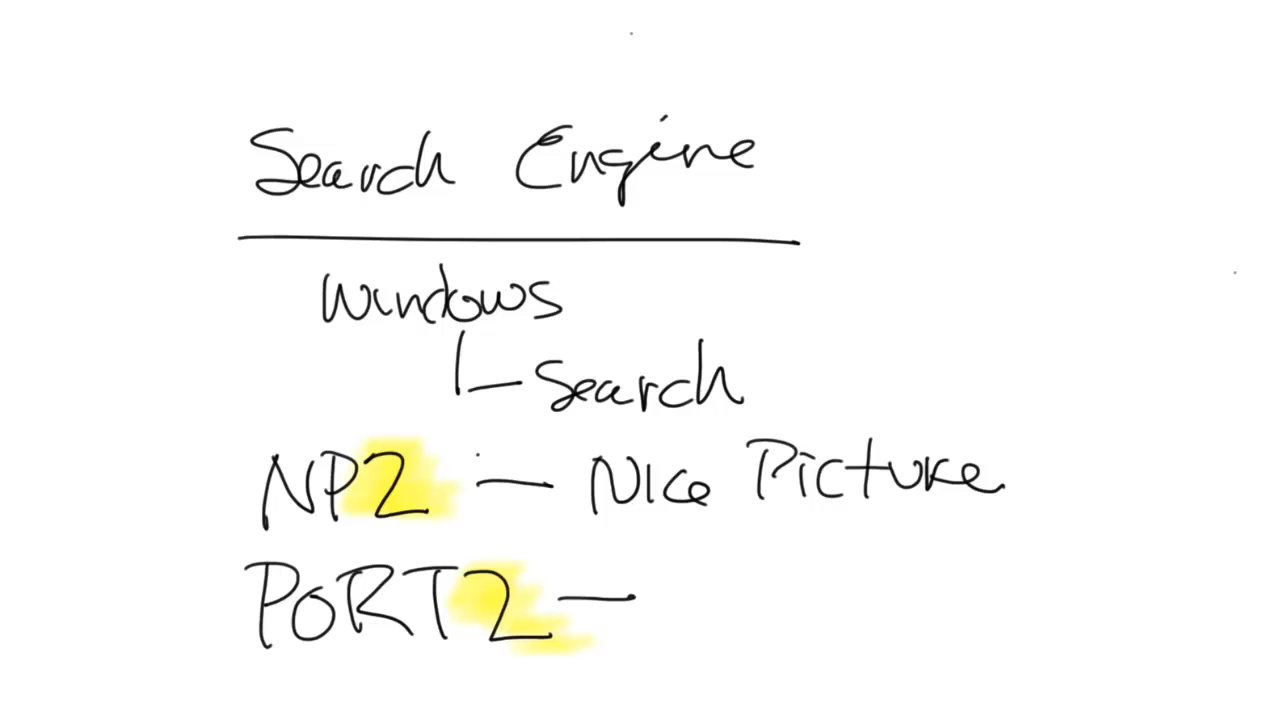 Search Engine
Windows
Search
NP2 — Nice Picture
PORT2 —